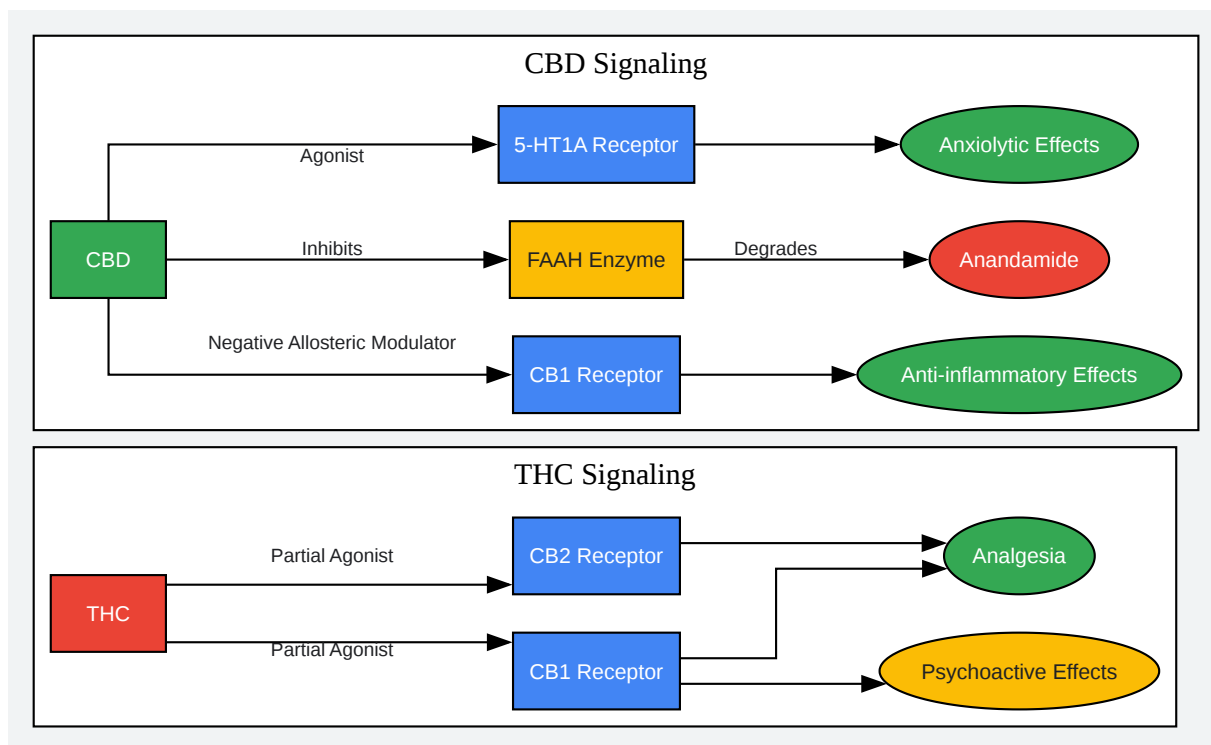 CBD Signaling
5-HT1A Receptor
Anxiolytic Effects
Agonist
CBD
Inhibits
FAAH Enzyme
Degrades
Anandamide
Negative Allosteric Modulator
CB1 Receptor
Anti-inflammatory Effects
THC Signaling
Partial Agonist
CB2 Receptor
Analgesia
THC
Partial Agonist
CB1 Receptor
Psychoactive Effects